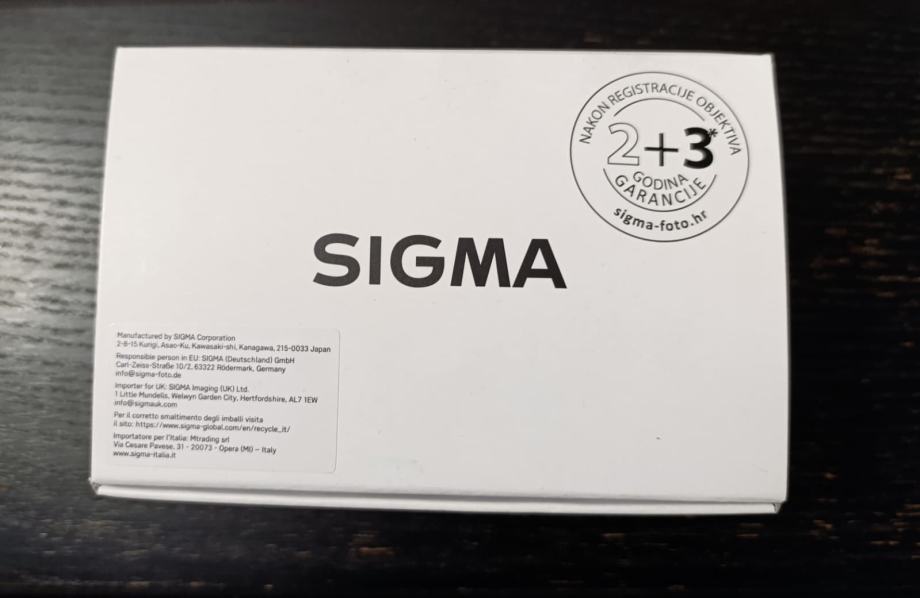 NAKON REGISTRACIJE OBJEKTIVA
2+3*
GODINA
GARANCIJE
sigma-foto.hr
SIGMA
Manufactured by SIGMA Corporation
2-8-15 Kurigi, Asao-Ku, Kawasaki-shi, Kanagawa, 215-0033 Japan
Responsible person in EU: SIGMA (Deutschland) GmbH
Carl-Zeiss-Straße 10/2, 63322 Rödermark, Germany
info@sigma-foto.de
Importer for UK: SIGMA Imaging (UK) Ltd.
1 Little Mundells, Welwyn Garden City, Hertfordshire, AL7 1EW
info@sigmauk.com
Per il corretto smaltimento degli imballi visita
il sito: https://www.sigma-global.com/en/recycle_it/
Importatore per l'Italia: Mtrading srl
Via Cesare Pavese, 31 - 20073 - Opera (MI) – Italy
www.sigma-italia.it